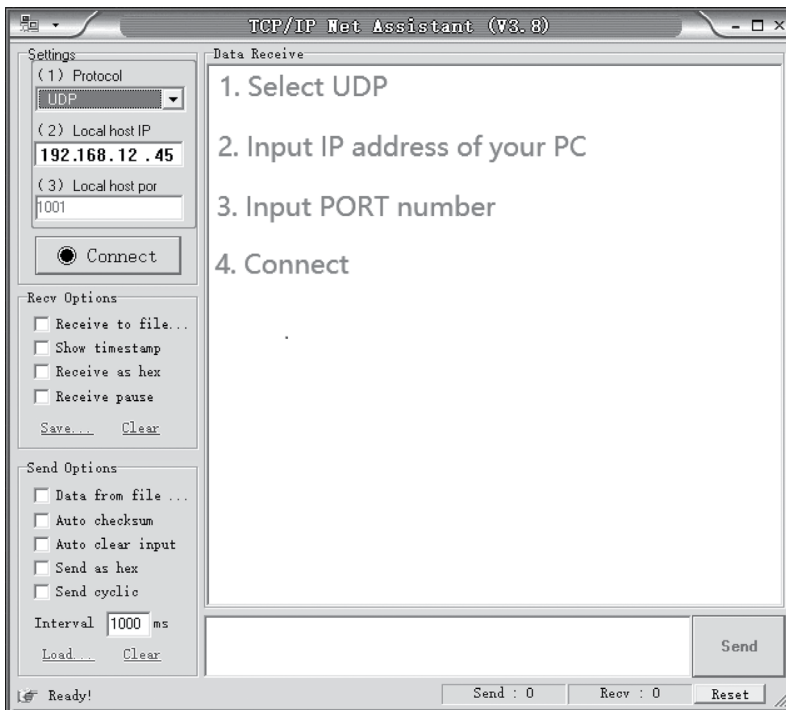 TCP/IP Net Assistant (V3.8)
Settings
(1) Protocol
UDP
(2) Local host IP
192.168.12.45
(3) Local host por
1001
Connect
Recv Options
Receive to file...
Show timestamp
Receive as hex
Receive pause
Save... Clear
Send Options
Data from file ...
Auto checksum
Auto clear input
Send as hex
Send cyclic
Interval 1000 ms
Load... Clear
Data Receive
1. Select UDP
2. Input IP address of your PC
3. Input PORT number
4. Connect
Send
Ready!
Send : 0
Recv : 0
Reset